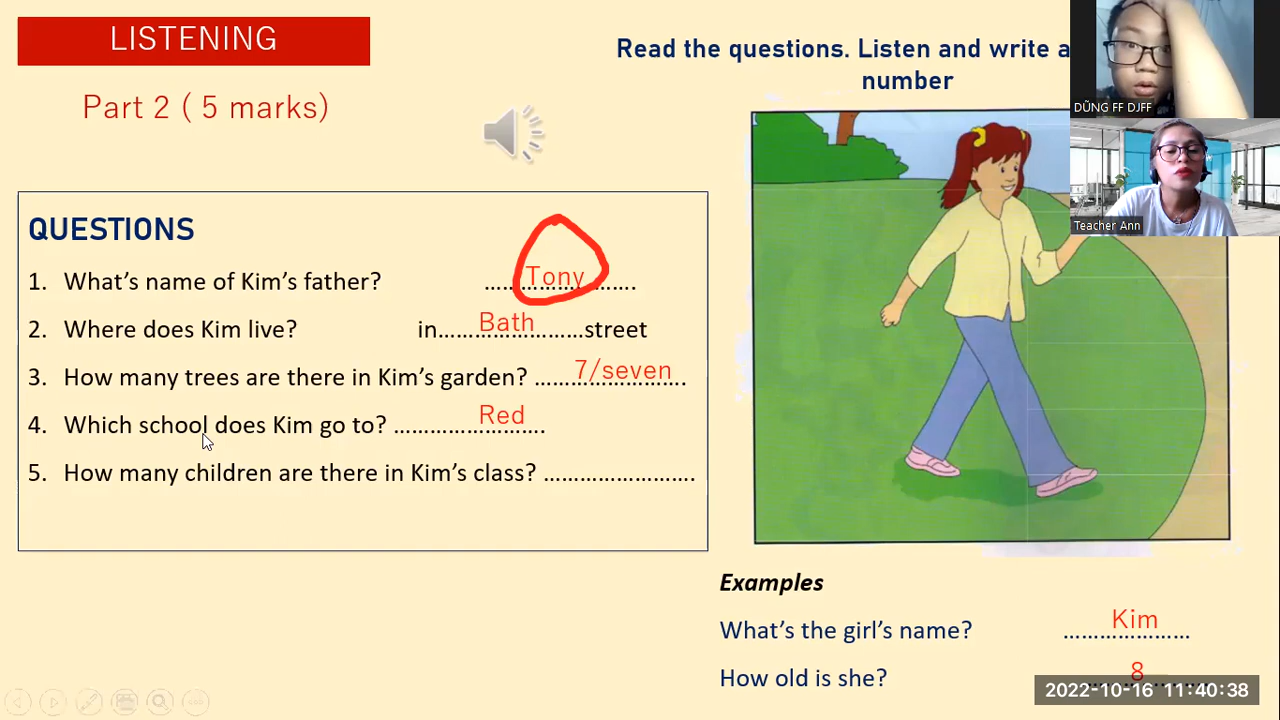 LISTENING
Part 2 ( 5 marks)
Read the questions. Listen and write a
number
QUESTIONS
1. What's name of Kim's father? ……Tony…….
2. Where does Kim live? in……Bath……street
3. How many trees are there in Kim's garden? ……7/seven…….
4. Which school does Kim go to? ……Red…….
5. How many children are there in Kim's class? …………………….
Examples
What's the girl's name? ……Kim……
How old is she? 8
DŨNG FF DJFF
Teacher Ann
2022-10-16 11:40:38